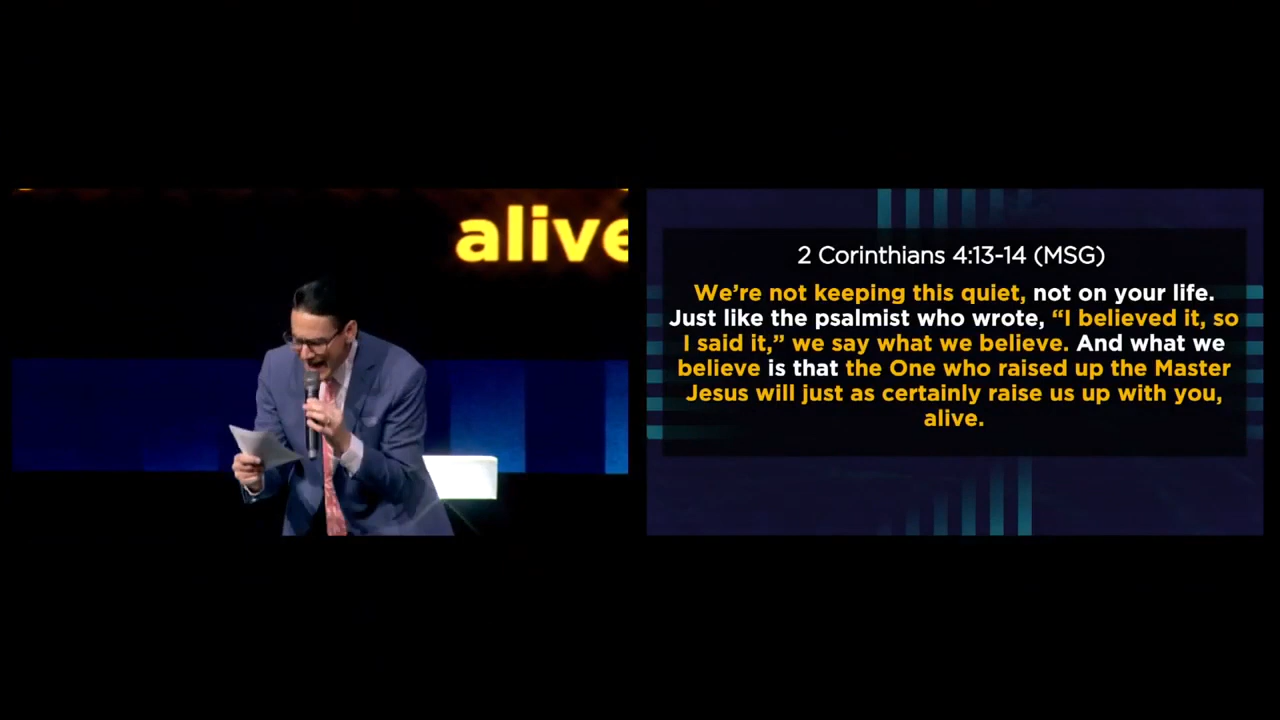 alive
2 Corinthians 4:13-14 (MSG)
We’re not keeping this quiet, not on your life.
Just like the psalmist who wrote, “I believed it, so
I said it,” we say what we believe. And what we
believe is that the One who raised up the Master
Jesus will just as certainly raise us up with you,
alive.